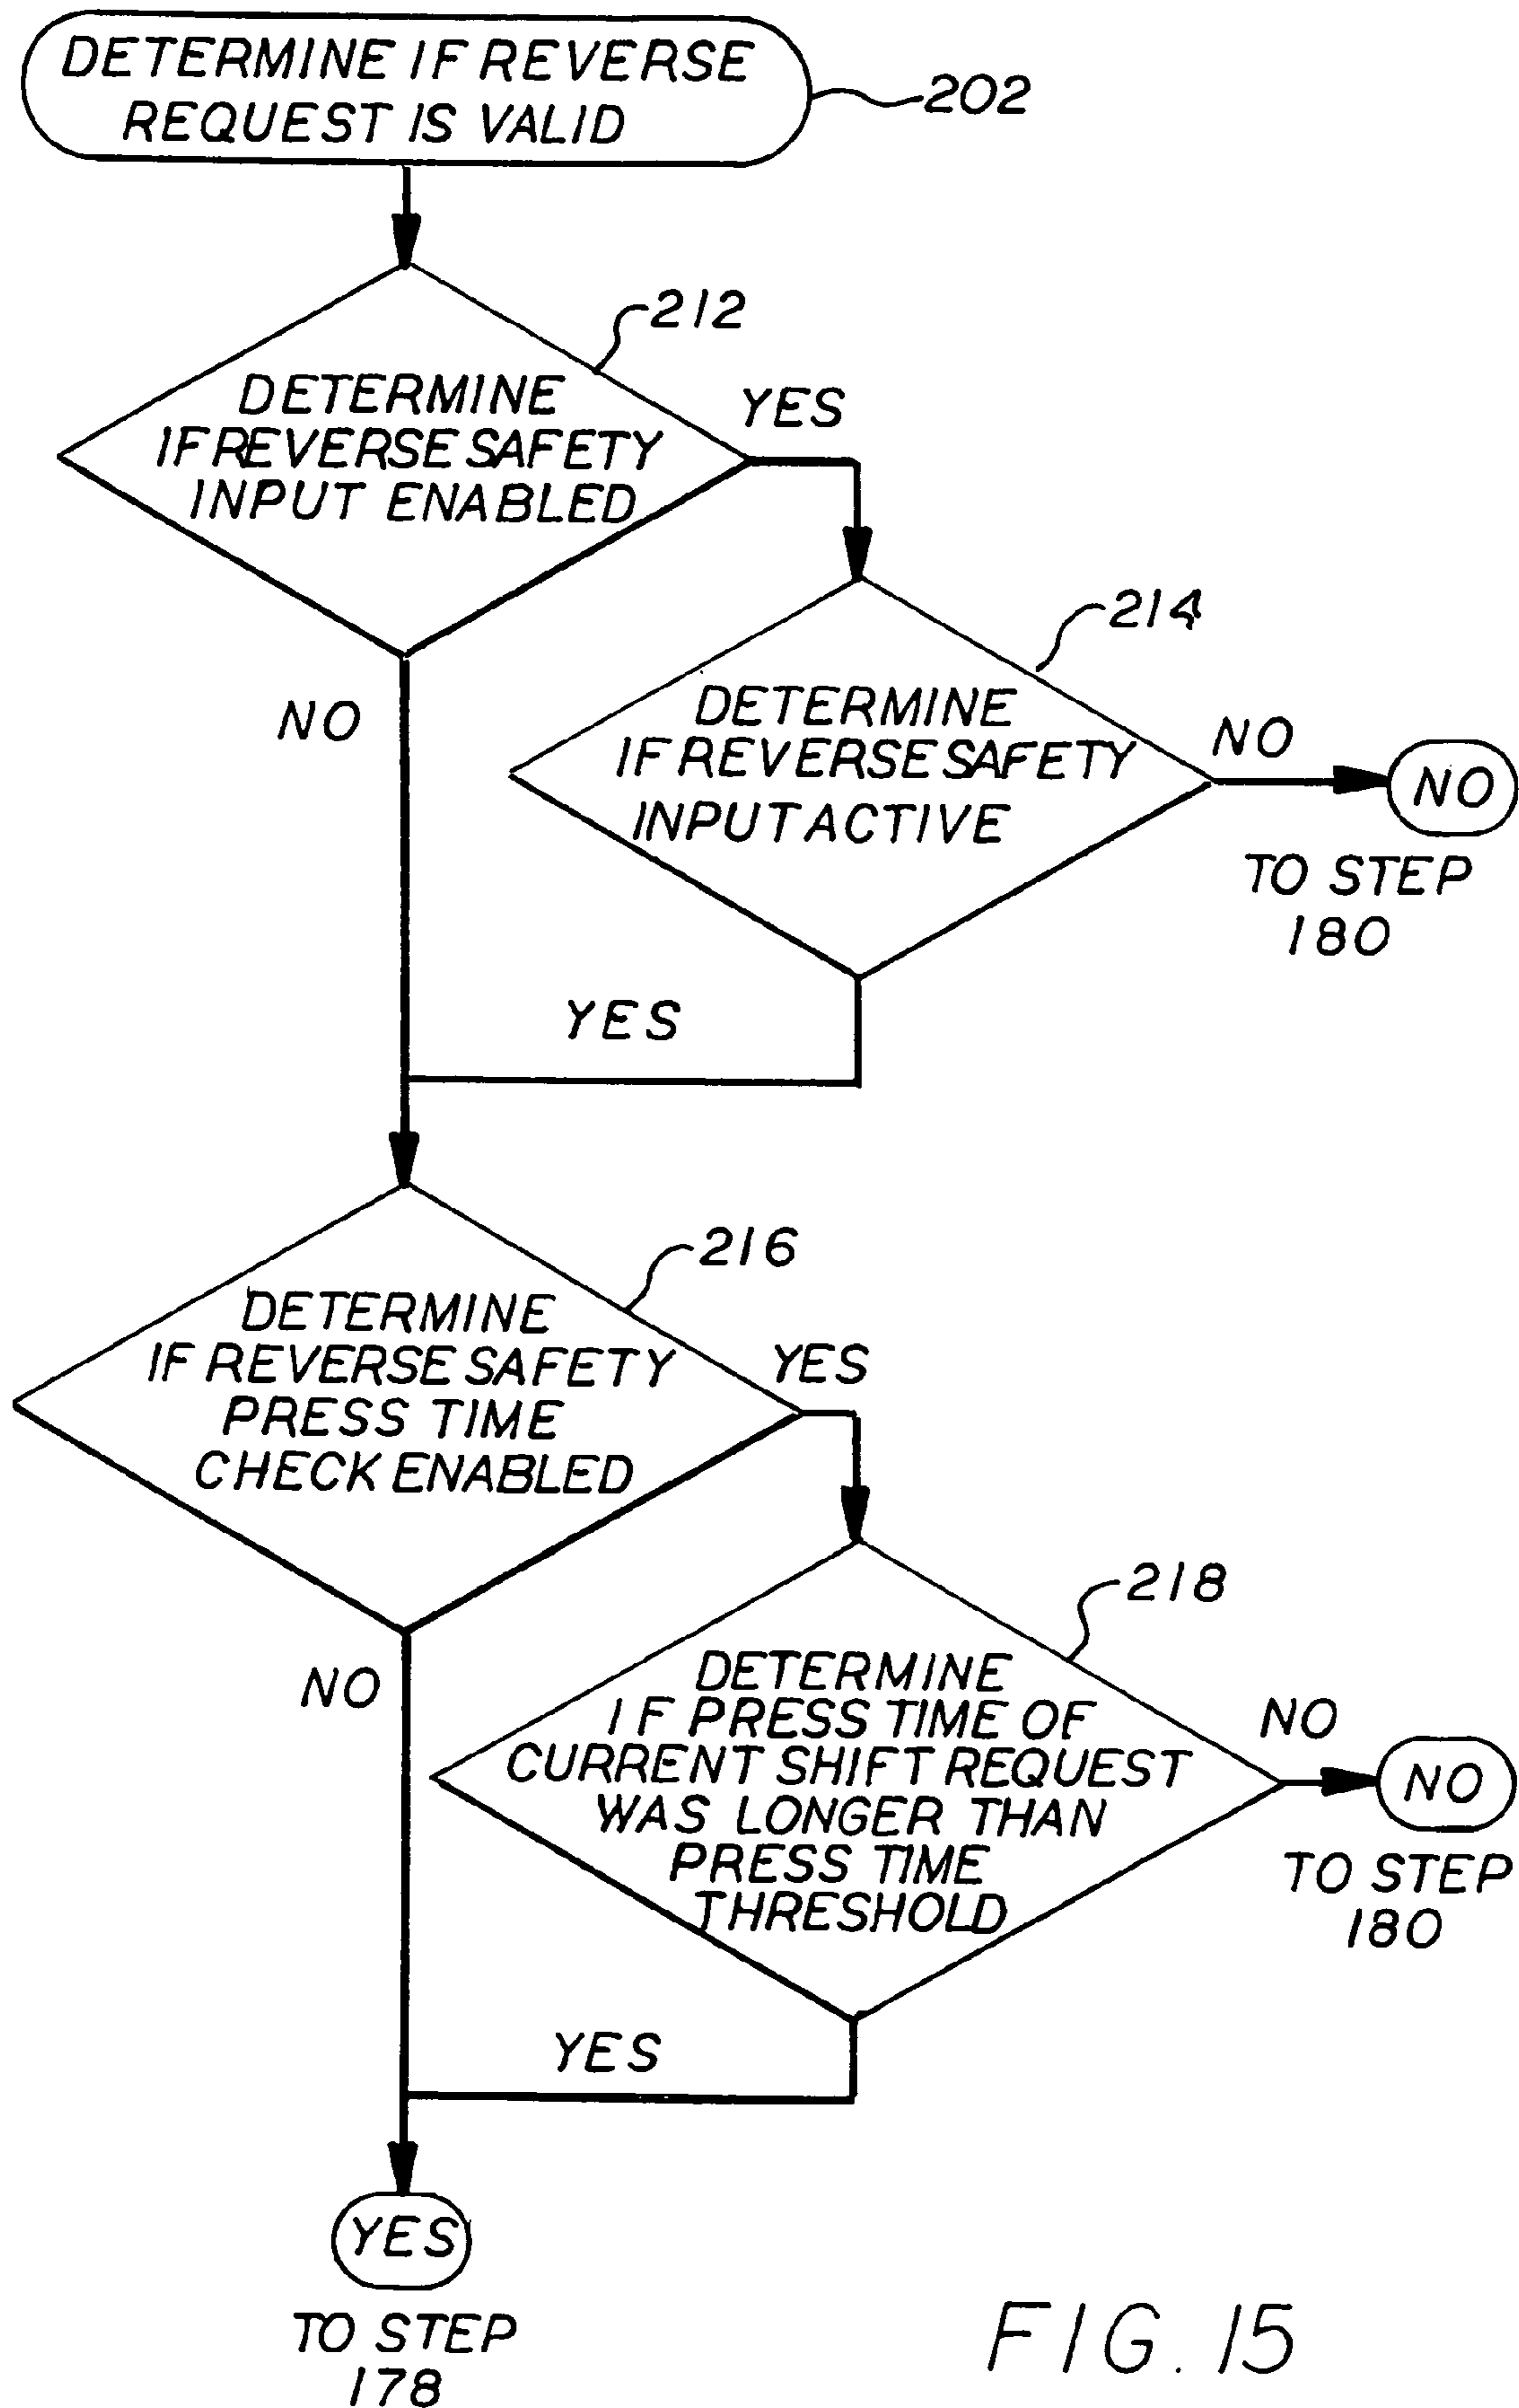 DETERMINE IF REVERSE
REQUEST IS VALID
202
212
DETERMINE
IF REVERSE SAFETY
INPUT ENABLED
YES
NO
214
DETERMINE
IF REVERSE SAFETY
INPUT ACTIVE
NO
NO
TO STEP
180
YES
216
DETERMINE
IF REVERSE SAFETY
PRESS TIME
CHECK ENABLED
YES
NO
218
DETERMINE
IF PRESS TIME OF
CURRENT SHIFT REQUEST
WAS LONGER THAN
PRESS TIME
THRESHOLD
NO
NO
TO STEP
180
YES
YES
TO STEP
178
FIG. 15